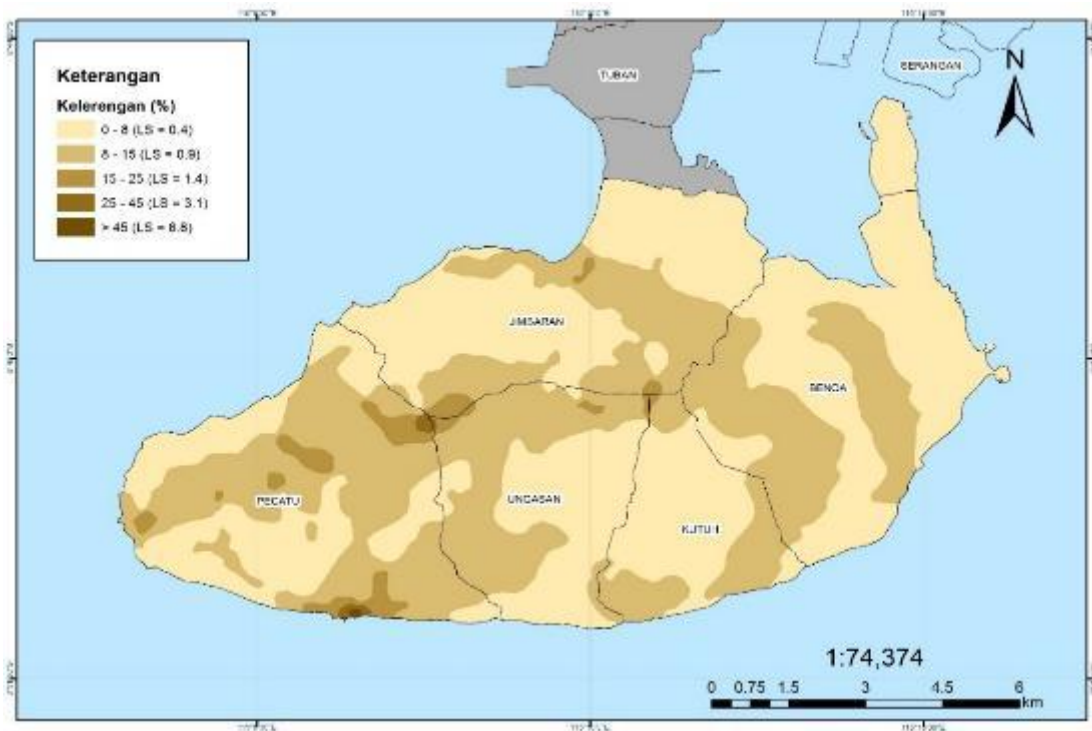 Keterangan
Kelerengan (%)
0 - 8 (LS = 0.4)
8 - 15 (LS = 0.9)
15 - 25 (LS = 1.4)
25 - 45 (LS = 3.1)
> 45 (LS = 6.8)
TUBAN
SERANGAN
N
JIMBARAN
BENOA
PECATU
UNGASAN
KUTUH
1:74,374
0 0.75 1.5 3 4.5 6
km